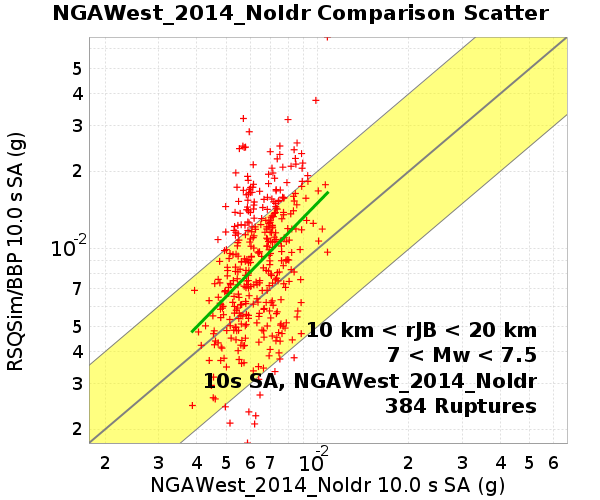 NGAWest_2014_NoIdr Comparison Scatter
RSQSim/BBP 10.0 s SA (g)
5
4
3
2
10-2
7
5
4
3
2
10 km < rJB < 20 km
7 < Mw < 7.5
10s SA, NGAWest_2014_NoIdr
384 Ruptures
2 3 4 5 6 7 10-2 2 3 4 5 6
NGAWest_2014_NoIdr 10.0 s SA (g)